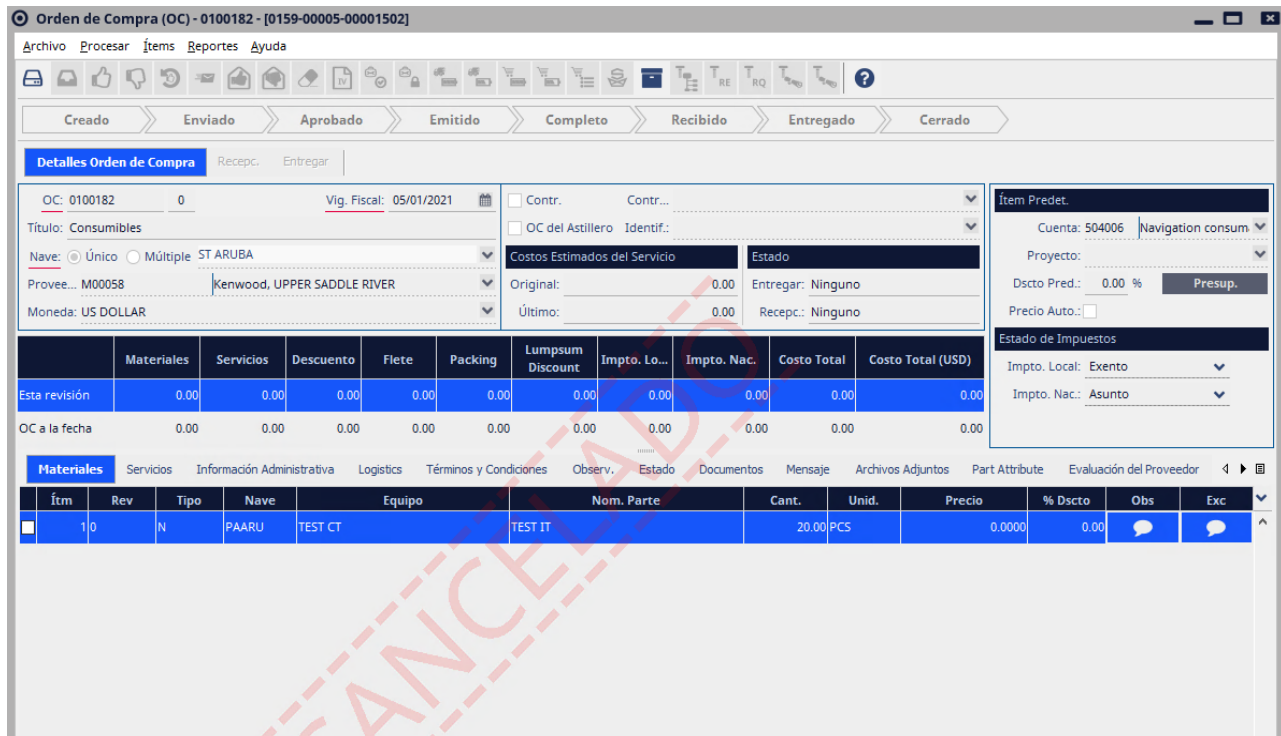 Orden de Compra (OC) - 0100182 - [0159-00005-00001502]
Archivo Procesar Ítems Reportes Ayuda
IV RE RQ
Creado Enviado Aprobado Emitido Completo Recibido Entregado Cerrado
Detalles Orden de Compra Recepc. Entregar
OC: 0100182 0 Vig. Fiscal: 05/01/2021
Título: Consumibles
Nave: Único Múltiple ST ARUBA
Provee... M00058 Kenwood, UPPER SADDLE RIVER
Moneda: US DOLLAR
Contr. Contr...
OC del Astillero Identif.:
Costos Estimados del Servicio
Original: 0.00
Último: 0.00
Estado
Entregar: Ninguno
Recepc.: Ninguno
Ítem Predet.
Cuenta: 504006 Navigation consum
Proyecto:
Dscto Pred.: 0.00 % Presup.
Precio Auto.:
Estado de Impuestos
Impto. Local: Exento
Impto. Nac.: Asunto
Materiales Servicios Descuento Flete Packing Lumpsum Discount Impto. Lo... Impto. Nac. Costo Total Costo Total (USD)
Esta revisión 0.00 0.00 0.00 0.00 0.00 0.00 0.00 0.00 0.00 0.00
OC a la fecha 0.00 0.00 0.00 0.00 0.00 0.00 0.00 0.00 0.00 0.00
Materiales Servicios Información Administrativa Logistics Términos y Condiciones Observ. Estado Documentos Mensaje Archivos Adjuntos Part Attribute Evaluación del Proveedor
Ítm Rev Tipo Nave Equipo Nom. Parte Cant. Unid. Precio % Dscto Obs Exc
1 0 N PAARU TEST CT TEST IT 20.00 PCS 0.0000 0.00
CANCELADO